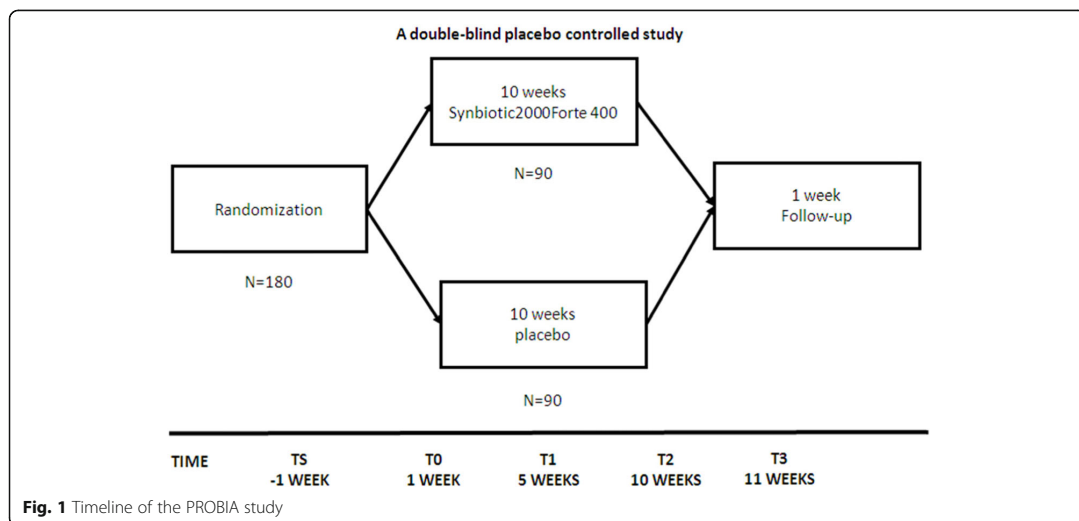 A double-blind placebo controlled study
10 weeks
Synbiotic2000Forte 400
N=90
Randomization
N=180
1 week
Follow-up
10 weeks
placebo
N=90
TIME TS T0 T1 T2 T3
-1 WEEK 1 WEEK 5 WEEKS 10 WEEKS 11 WEEKS
Fig. 1 Timeline of the PROBIA study